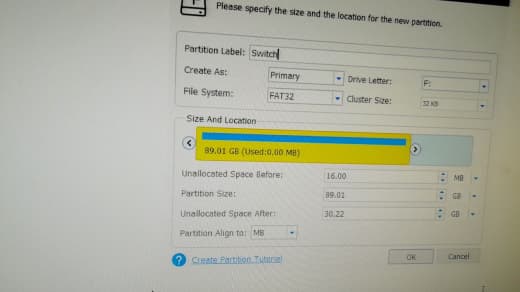 Please specify the size and the location for the new partition.
Partition Label: Switch
Create As: Primary Drive Letter: F:
File System: FAT32 Cluster Size: 32 KB
Size And Location
89.01 GB (Used:0.00 MB)
Unallocated Space Before: 16.00 MB
Partition Size: 89.01 GB
Unallocated Space After: 30.22 GB
Partition Align to: MB
? Create Partition Tutorial OK Cancel